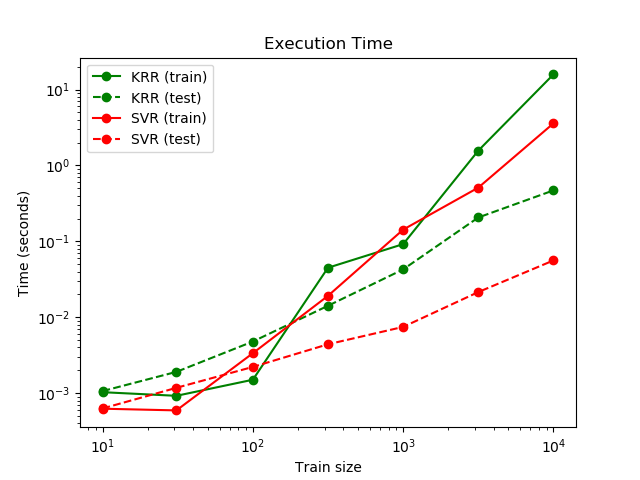 Execution Time
KRR (train)
KRR (test)
SVR (train)
SVR (test)
10¹
10⁰
10⁻¹
10⁻²
10⁻³
Time (seconds)
10¹ 10² 10³ 10⁴
Train size